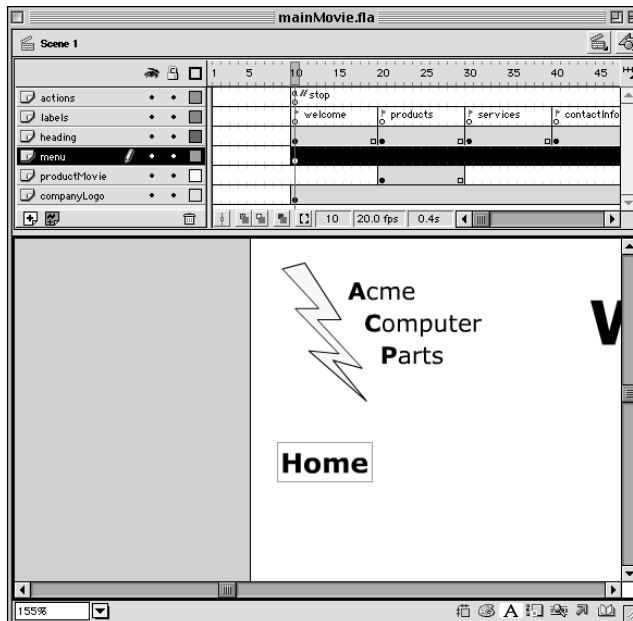 mainMovie.fla
Scene 1
1 5 10 15 20 25 30 35 40 45
actions
// stop
labels
welcome products services contactInfo
heading
menu
productMovie
companyLogo
10 20.0 fps 0.4s
Acme
Computer
Parts
W
Home
155%
A